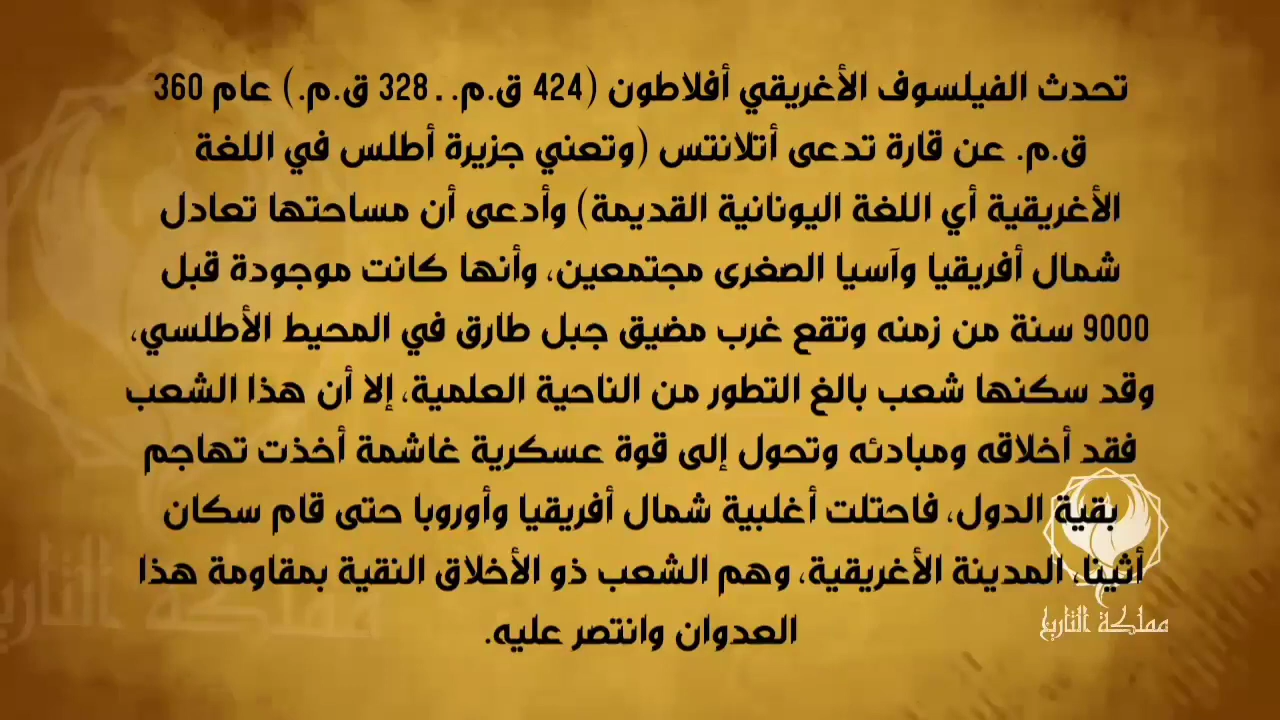 تحدث الفيلسوف الأغريقي أفلاطون (424 ق.م. ـ 328 ق.م.) عام 360
ق.م. عن قارة تدعى أتلانتس (وتعني جزيرة أطلس في اللغة
الأغريقية أي اللغة اليونانية القديمة) وأدعى أن مساحتها تعادل
شمال أفريقيا وآسيا الصغرى مجتمعين، وأنها كانت موجودة قبل
9000 سنة من زمنه وتقع غرب مضيق جبل طارق في المحيط الأطلسي،
وقد سكنها شعب بالغ التطور من الناحية العلمية، إلا أن هذا الشعب
فقد أخلاقه ومبادئه وتحول إلى قوة عسكرية غاشمة أخذت تهاجم
بقية الدول، فاحتلت أغلبية شمال أفريقيا وأوروبا حتى قام سكان
أثينا، المدينة الأغريقية، وهم الشعب ذو الأخلاق النقية بمقاومة هذا
العدوان وانتصر عليه.
مملكة التاريخ
مملكة التاريخ